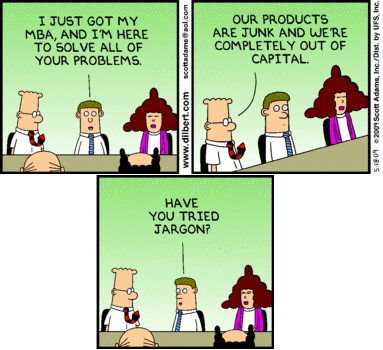 I JUST GOT MY
MBA, AND I'M HERE
TO SOLVE ALL OF
YOUR PROBLEMS.
www.dilbert.com
scottadams@aol.com
OUR PRODUCTS
ARE JUNK AND WE'RE
COMPLETELY OUT OF
CAPITAL.
5-18-09
© 2009 Scott Adams, Inc./Dist. by UFS, Inc.
HAVE
YOU TRIED
JARGON?